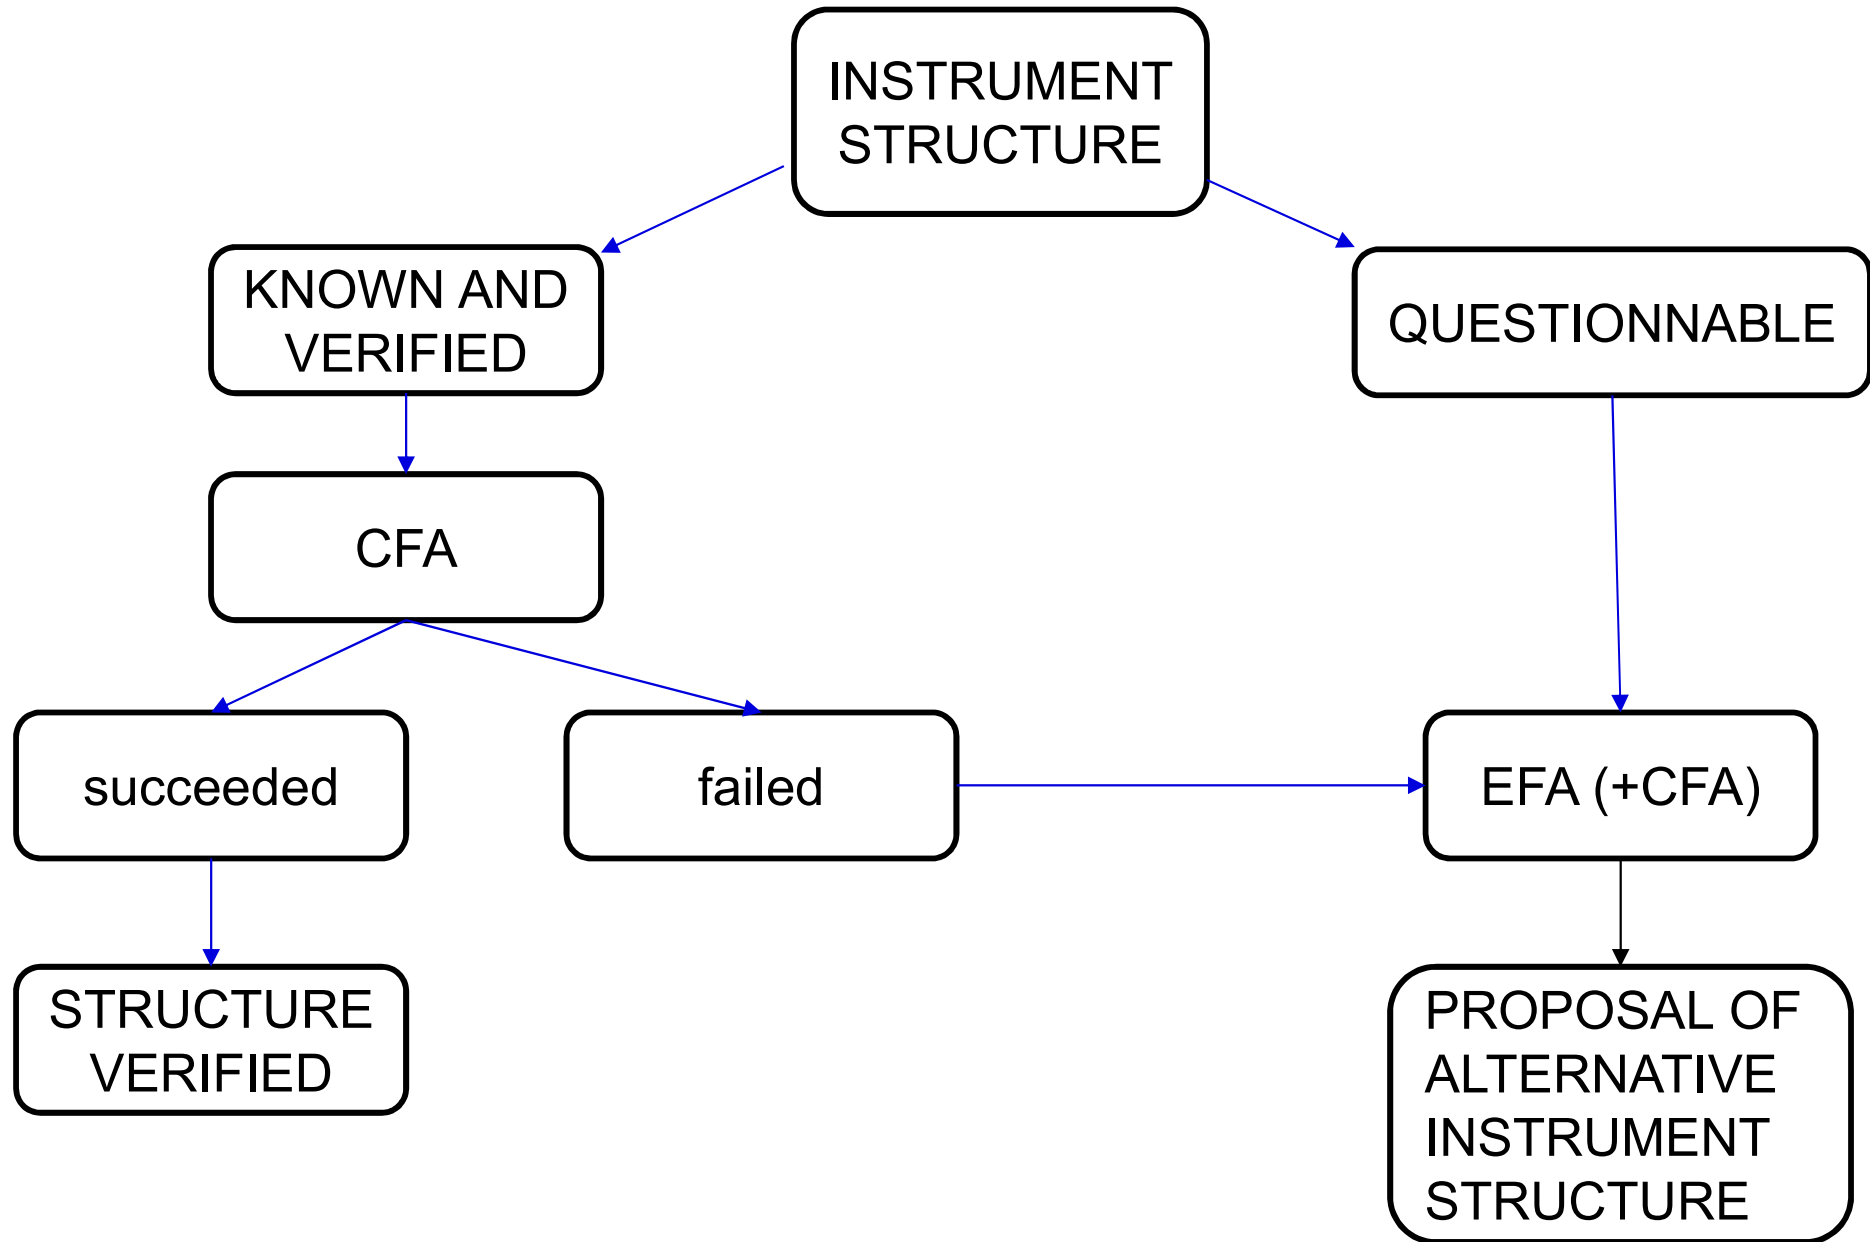 INSTRUMENT
STRUCTURE
KNOWN AND
VERIFIED
QUESTIONNABLE
CFA
succeeded
failed
EFA (+CFA)
STRUCTURE
VERIFIED
PROPOSAL OF
ALTERNATIVE
INSTRUMENT
STRUCTURE